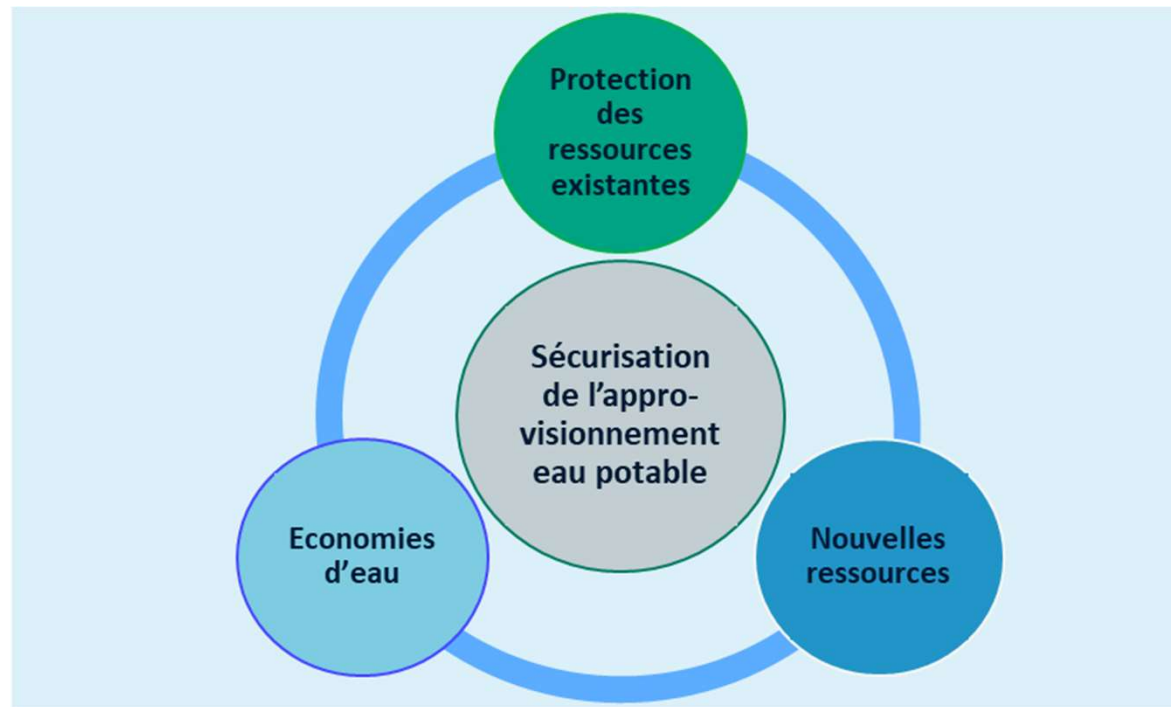 Protection
des
ressources
existantes
Sécurisation
de l’appro-
visionnement
eau potable
Economies
d’eau
Nouvelles
ressources